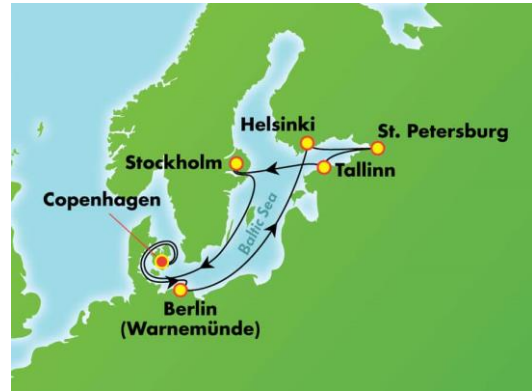 Helsinki
St. Petersburg
Stockholm
Tallinn
Copenhagen
Baltic Sea
Berlin
(Warnemünde)